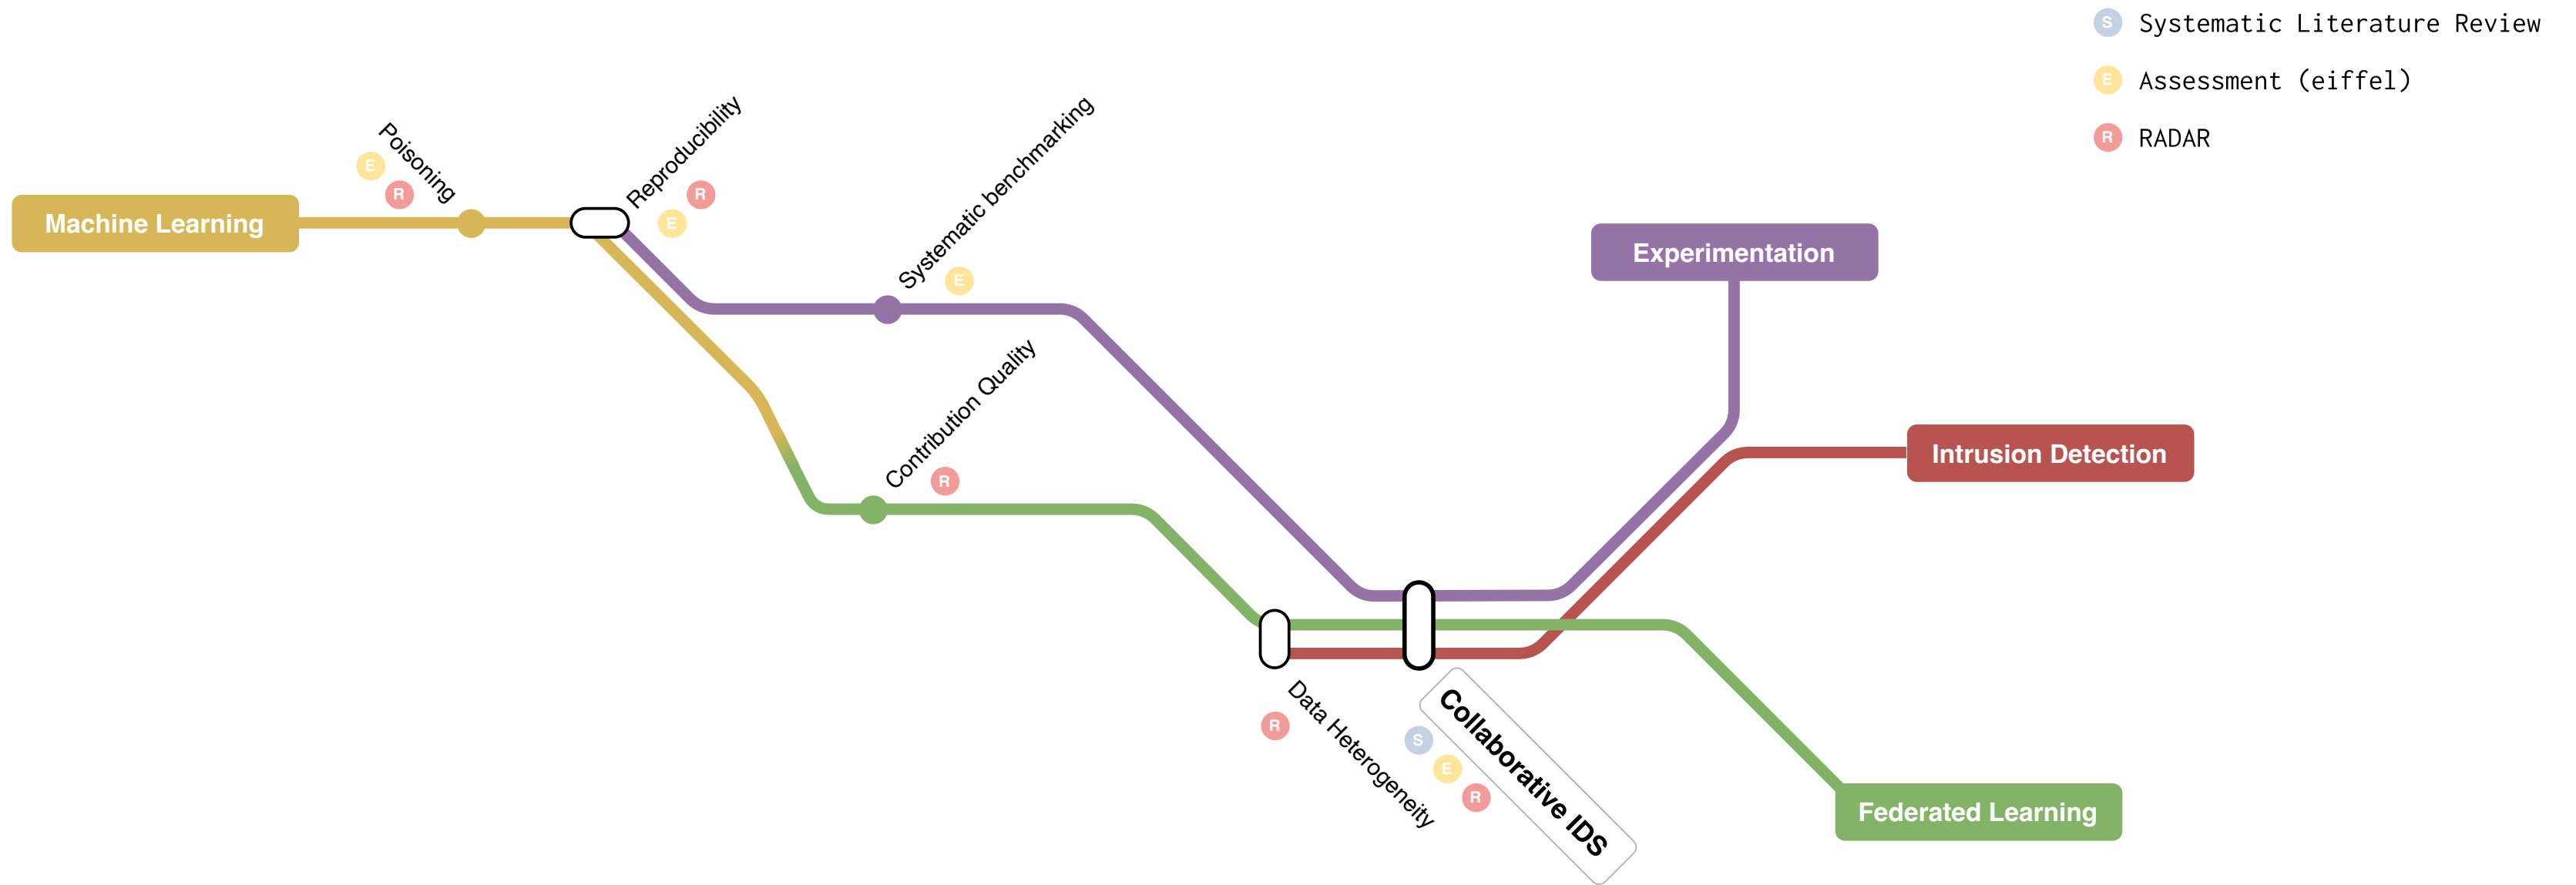 S Systematic Literature Review
E Assessment (eiffel)
R RADAR
Machine Learning
Poisoning
E
R
Reproducibility
R
E
Systematic benchmarking
E
Experimentation
Contribution Quality
R
Intrusion Detection
Data Heterogeneity
R
Collaborative IDS
S
E
R
Federated Learning